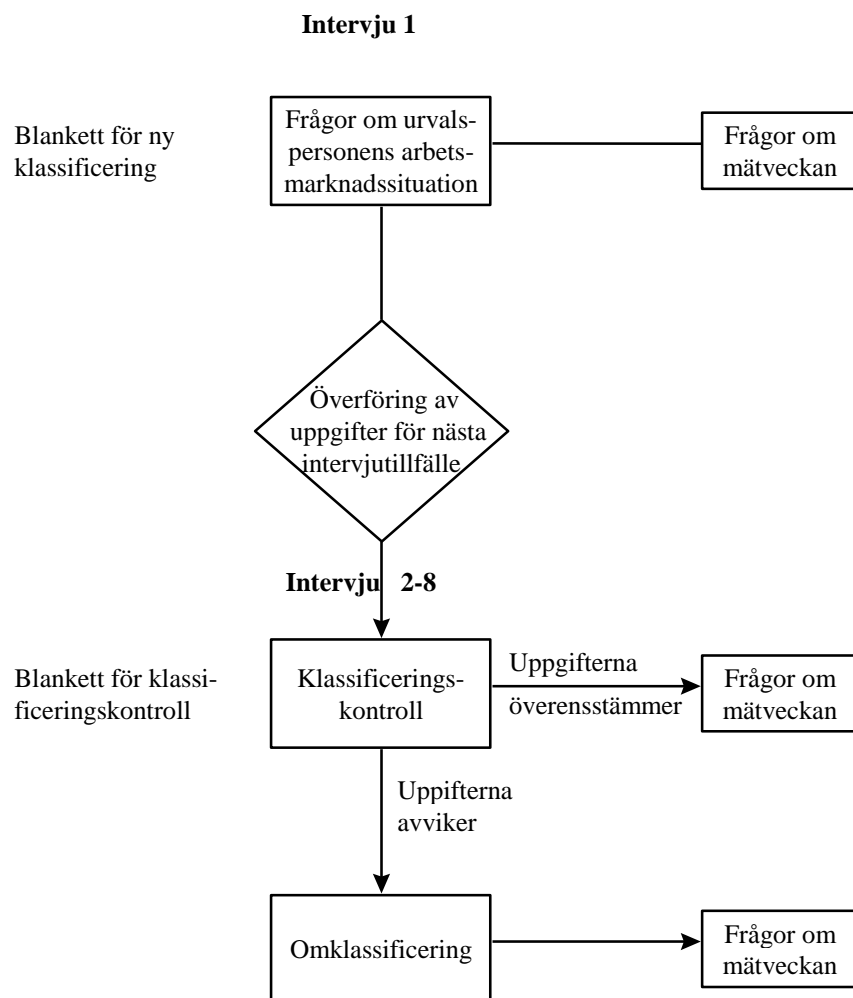 Intervju 1
Blankett för ny
klassificering
Frågor om urvals-
personens arbets-
marknadssituation
Frågor om
mätveckan
Överföring av
uppgifter för nästa
intervjutillfälle
Intervju 2-8
Blankett för klassi-
ficeringskontroll
Klassificerings-
kontroll
Uppgifterna
överensstämmer
Frågor om
mätveckan
Uppifterna
avviker
Omklassificering
Frågor om
mätveckan